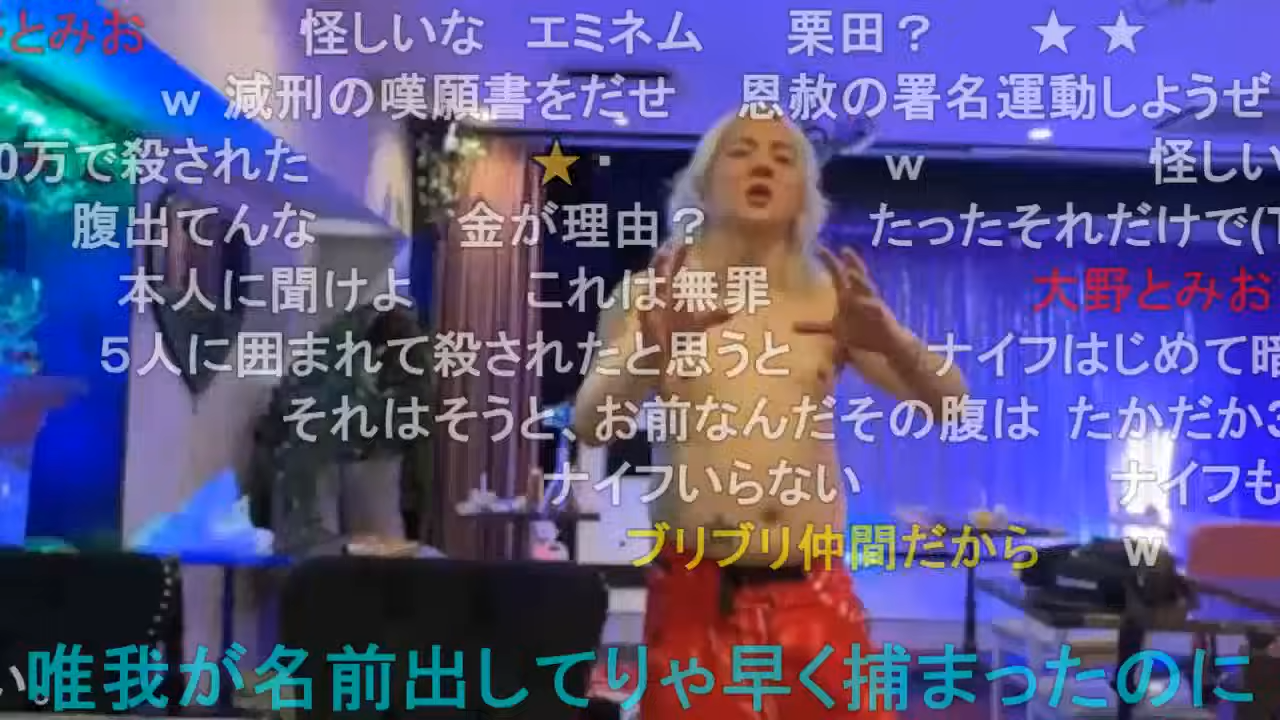 とみお 怪しいな エミネム 栗田？ ★ ★
ｗ 減刑の嘆願書をだせ 恩赦の署名運動しようぜ
0万で殺された ★・ ｗ 怪しい
腹出てんな 金が理由？ たったそれだけで(
本人に聞けよ これは無罪 大野とみお
５人に囲まれて殺されたと思うと ナイフはじめて暗
それはそうと、お前なんだその腹は たかだか3
ナイフいらない ナイフも
ブリブリ仲間だから ｗ
い 唯我が名前出してりゃ早く捕まったのに